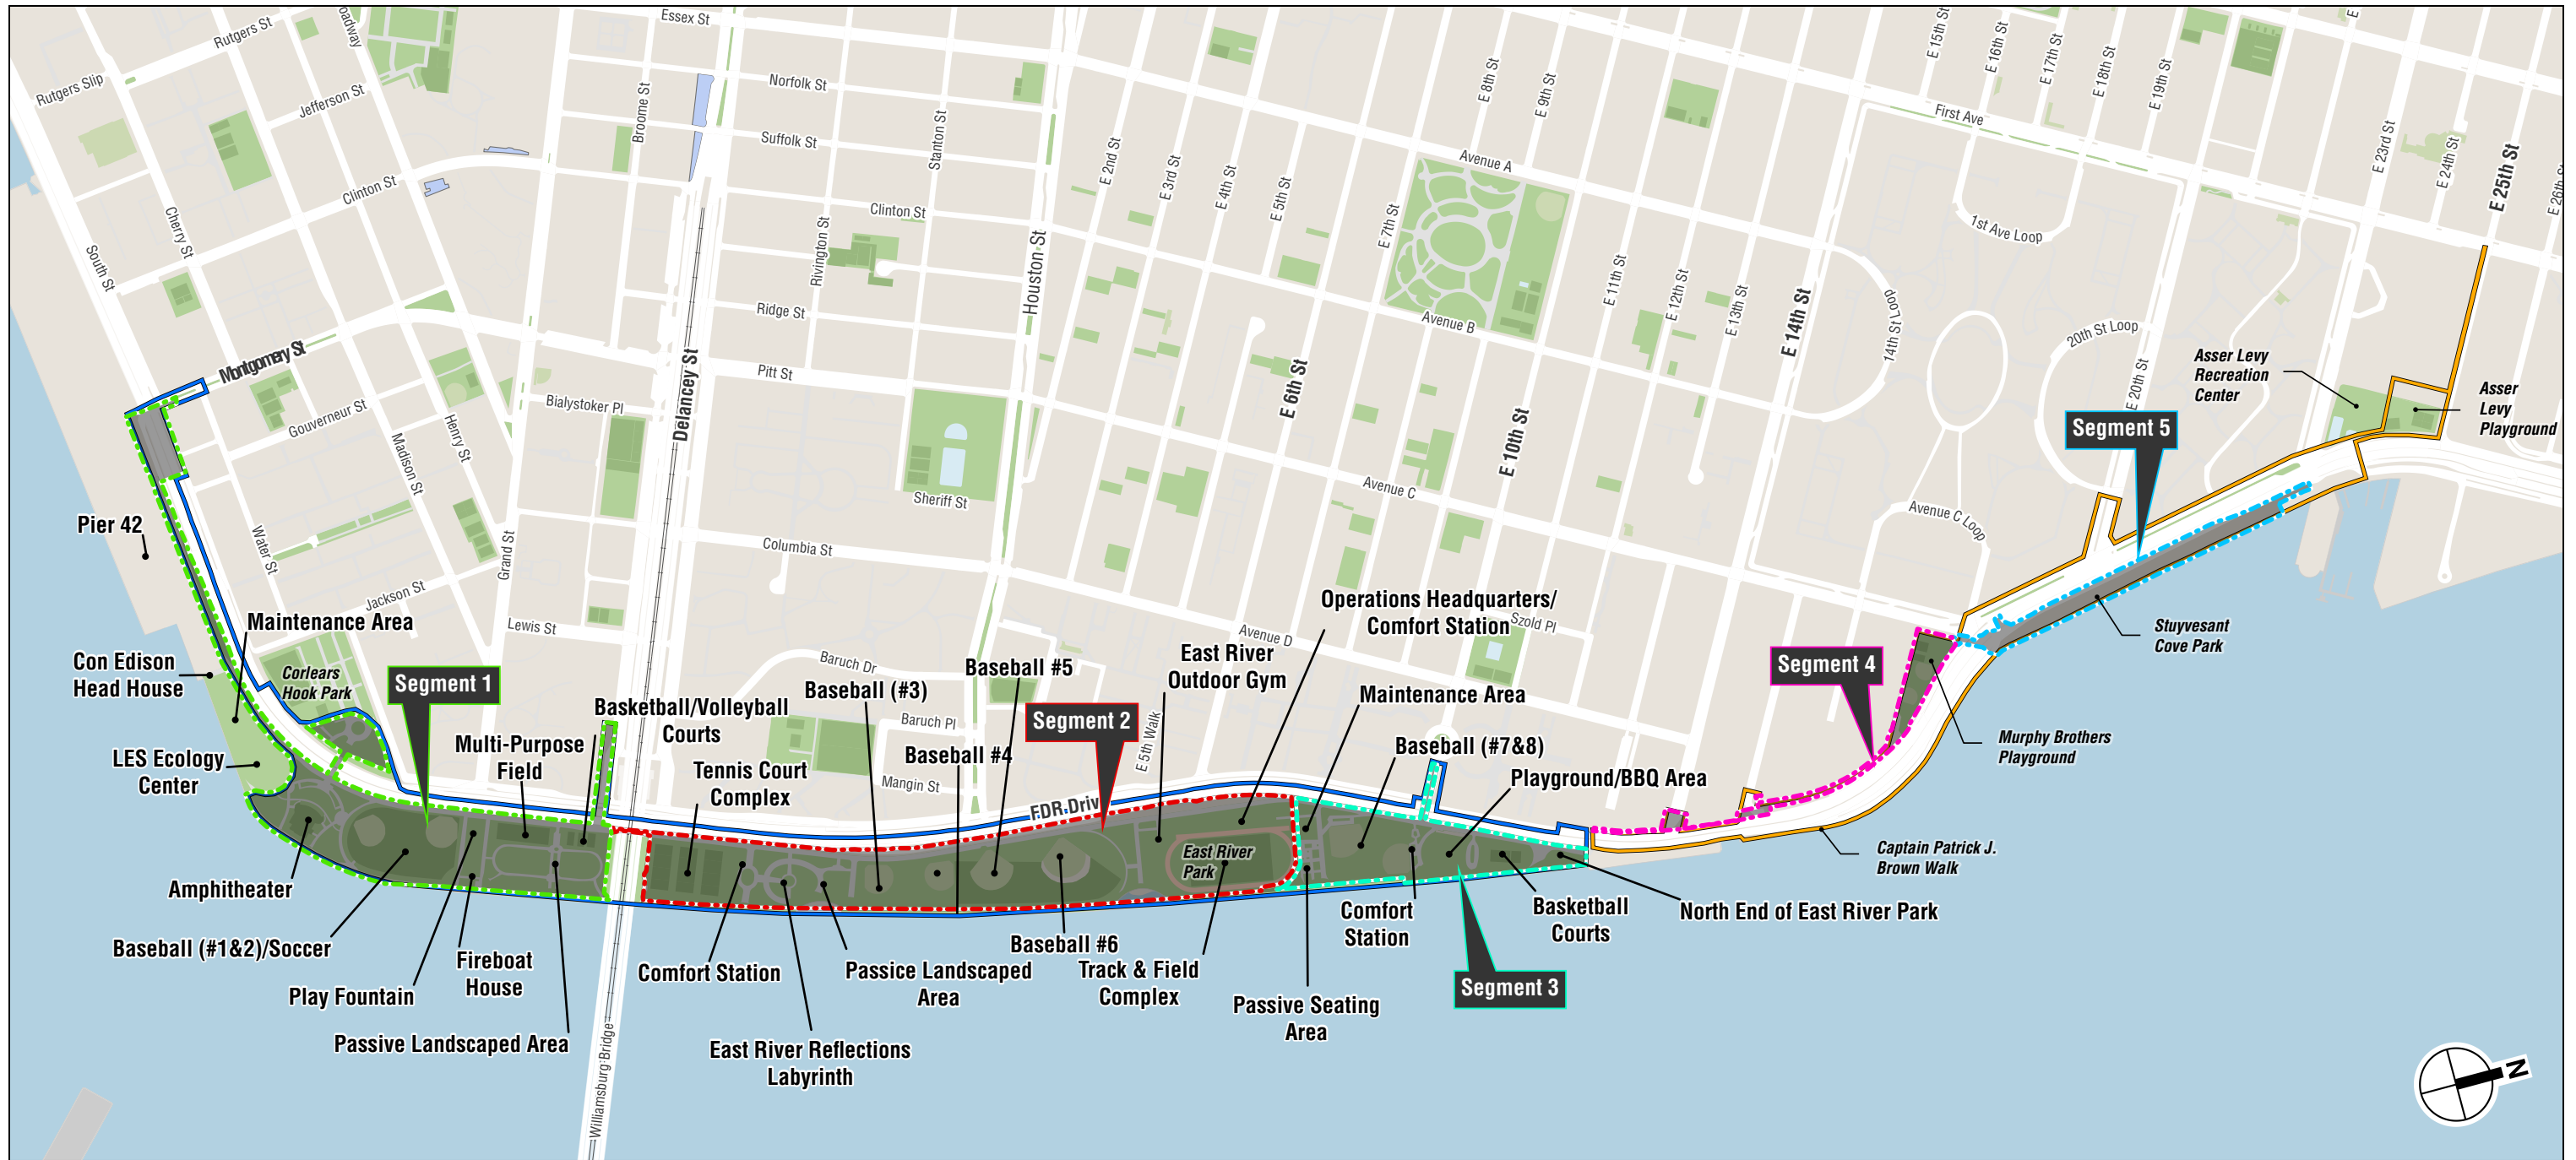 Essex St
Rutgers St
oadway
Rutgers Slip
Jefferson St
Broome St
Norfolk St
Suffolk St
Stanton St
E 8th St
E 9th St
E 15th St
E 16th St
E 17th St
E 18th St
E 19th St
E
First Ave
E 23rd St
E 24th St
E 25th St
E 26th St
Clinton St
Cherry St
South St
Clinton St
Rivington St
Houston St
E 2nd St
E 3rd St
E 4th St
E 5th St
Avenue A
E 7th St
1st Ave Loop
Ridge St
Avenue B
E 11th St
E 12th St
E 13th St
E 14th St
14th St Loop
20th St Loop
E 20th St
Asser Levy
Recreation
Center
Asser
Levy
Playground
Montgomery St
Gouverneur St
Madison St
Henry St
Bialystoker Pl
Delancey St
Pitt St
E 6th St
E 10th St
Segment 5
Sheriff St
Avenue C
Avenue C Loop
Pier 42
Water St
Grand St
Columbia St
Jackson St
Lewis St
Operations Headquarters/
Comfort Station
Szold Pl
Avenue D
Maintenance Area
Con Edison
Head House
Corlears
Hook Park
Segment 1
Baruch Dr
Baseball #5
East River
Outdoor Gym
Baseball (#3)
Maintenance Area
Segment 4
Stuyvesant
Cove Park
Basketball/Volleyball
Courts
Baruch Pl
Segment 2
E 5th Walk
Murphy Brothers
Playground
LES Ecology
Center
Multi-Purpose
Field
Tennis Court
Complex
Baseball #4
Baseball (#7&8)
Mangin St
Playground/BBQ Area
FDR Driv
East River
Park
Captain Patrick J.
Brown Walk
Amphitheater
Comfort
Station
Basketball
Courts
North End of East River Park
Baseball (#1&2)/Soccer
Fireboat
House
Play Fountain
Comfort Station
Passice Landscaped
Area
Baseball #6
Track & Field
Complex
Segment 3
Passive Seating
Area
Passive Landscaped Area
East River Reflections
Labyrinth
Williamsburg Bridge
N